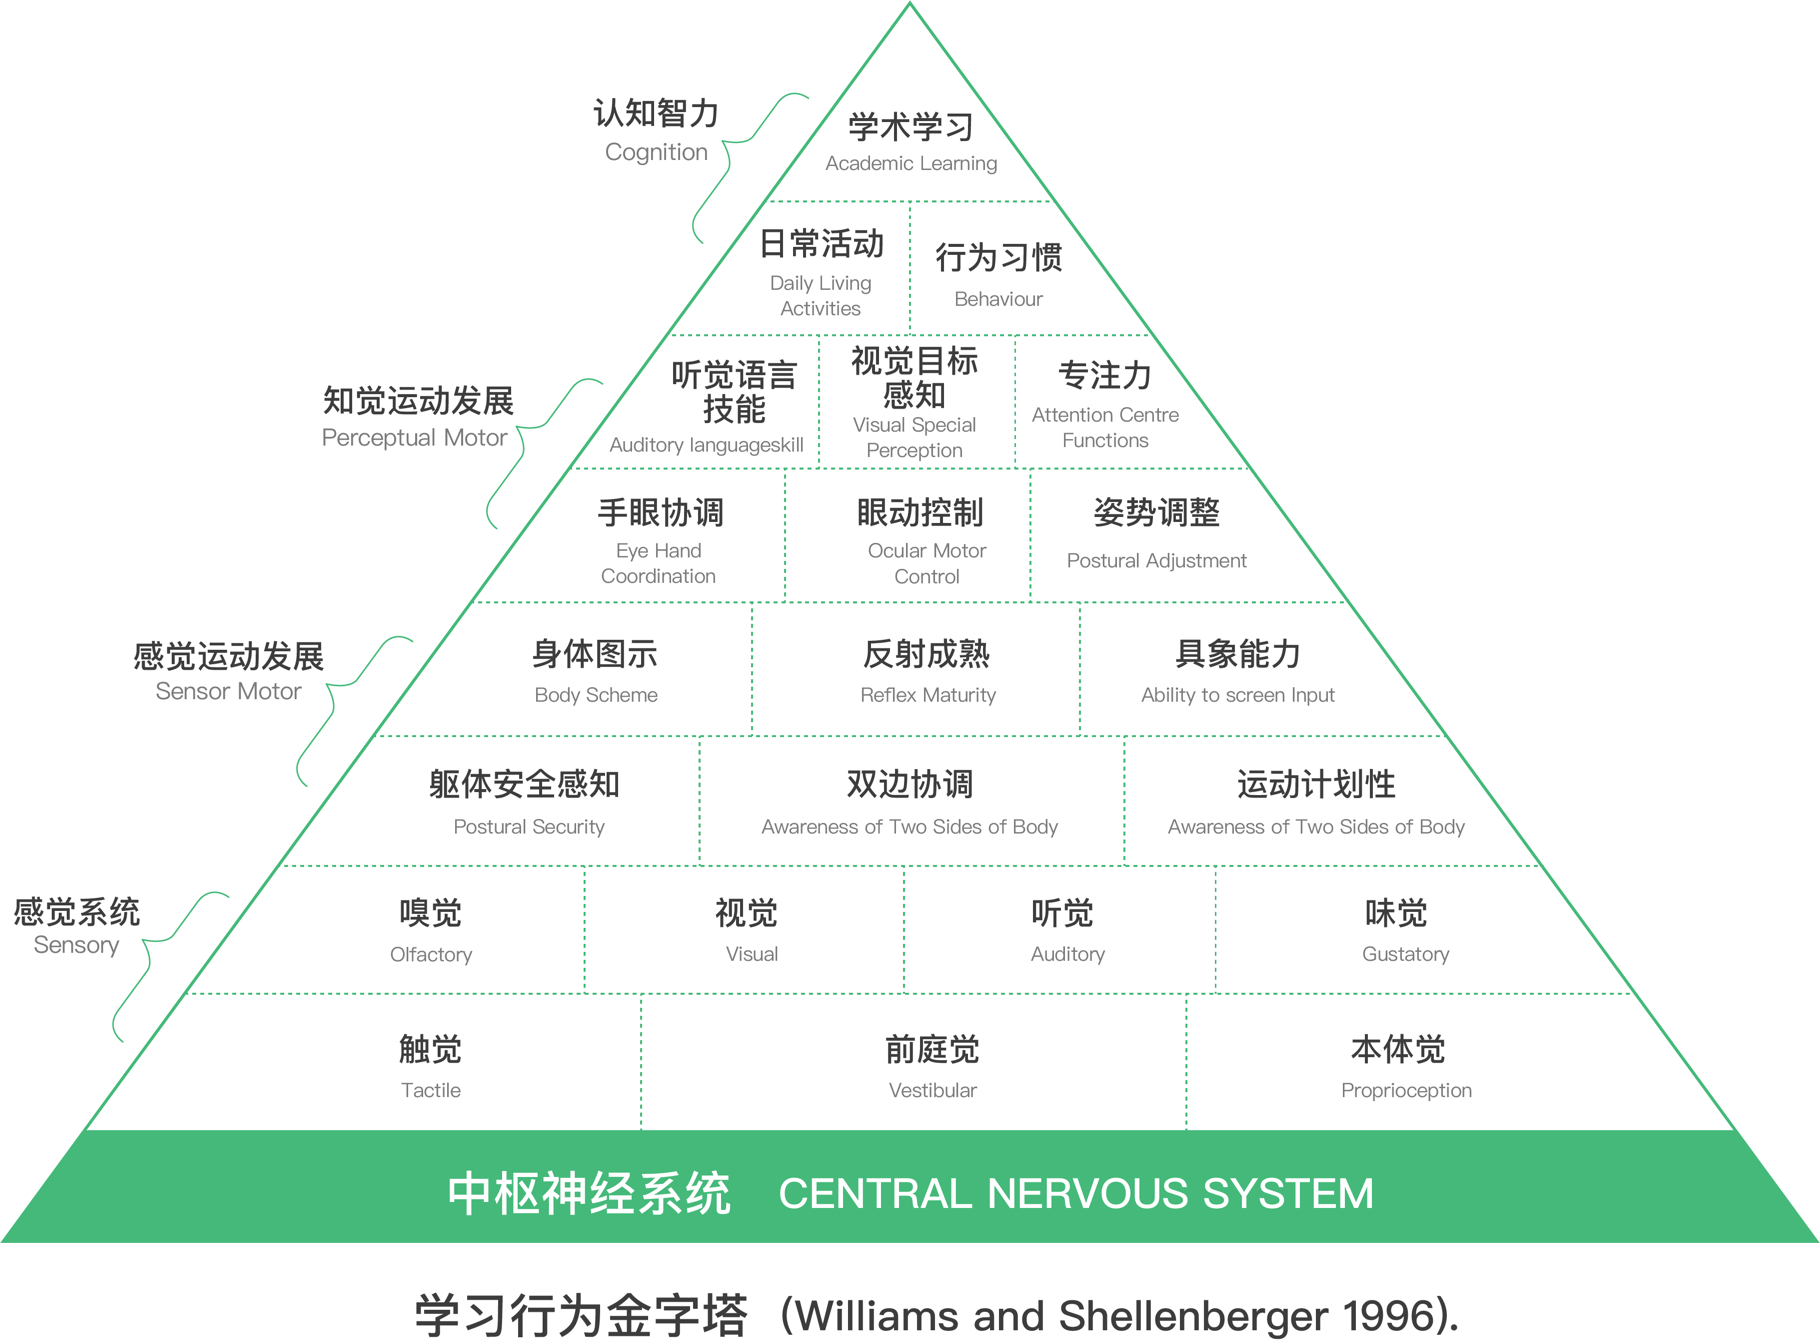 认知智力
Cognition
学术学习
Academic Learning
日常活动
Daily Living
Activities
行为习惯
Behaviour
知觉运动发展
Perceptual Motor
听觉语言
技能
Auditory languageskill
视觉目标
感知
Visual Special
Perception
专注力
Attention Centre
Functions
手眼协调
Eye Hand
Coordination
眼动控制
Ocular Motor
Control
姿势调整
Postural Adjustment
感觉运动发展
Sensor Motor
身体图示
Body Scheme
反射成熟
Reflex Maturity
具象能力
Ability to screen Input
躯体安全感知
Postural Security
双边协调
Awareness of Two Sides of Body
运动计划性
Awareness of Two Sides of Body
感觉系统
Sensory
嗅觉
Olfactory
视觉
Visual
听觉
Auditory
味觉
Gustatory
触觉
Tactile
前庭觉
Vestibular
本体觉
Proprioception
中枢神经系统 CENTRAL NERVOUS SYSTEM
学习行为金字塔 (Williams and Shellenberger 1996).